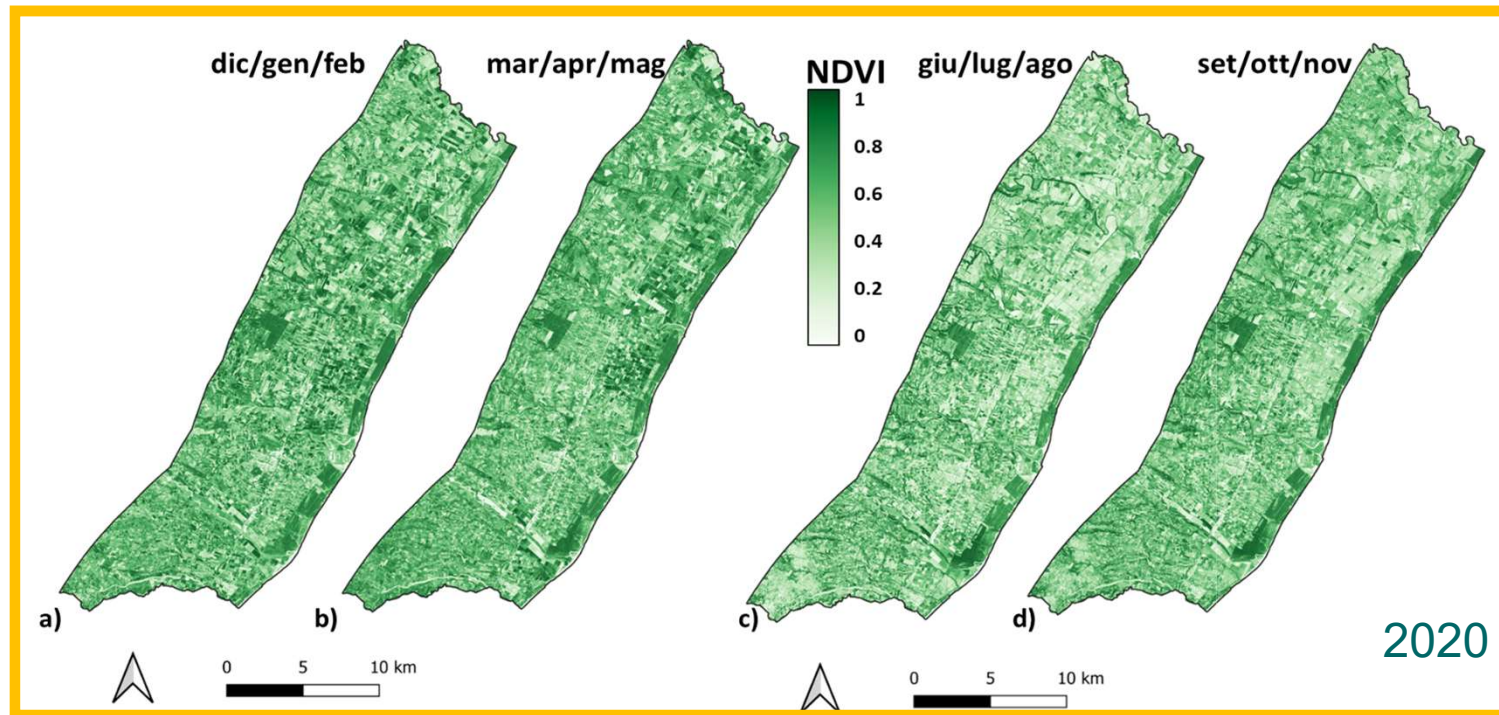 dic/gen/feb
mar/apr/mag
NDVI
giu/lug/ago
set/ott/nov
1
0.8
0.6
0.4
0.2
0
a)
b)
c)
d)
2020
0 5 10 km
0 5 10 km